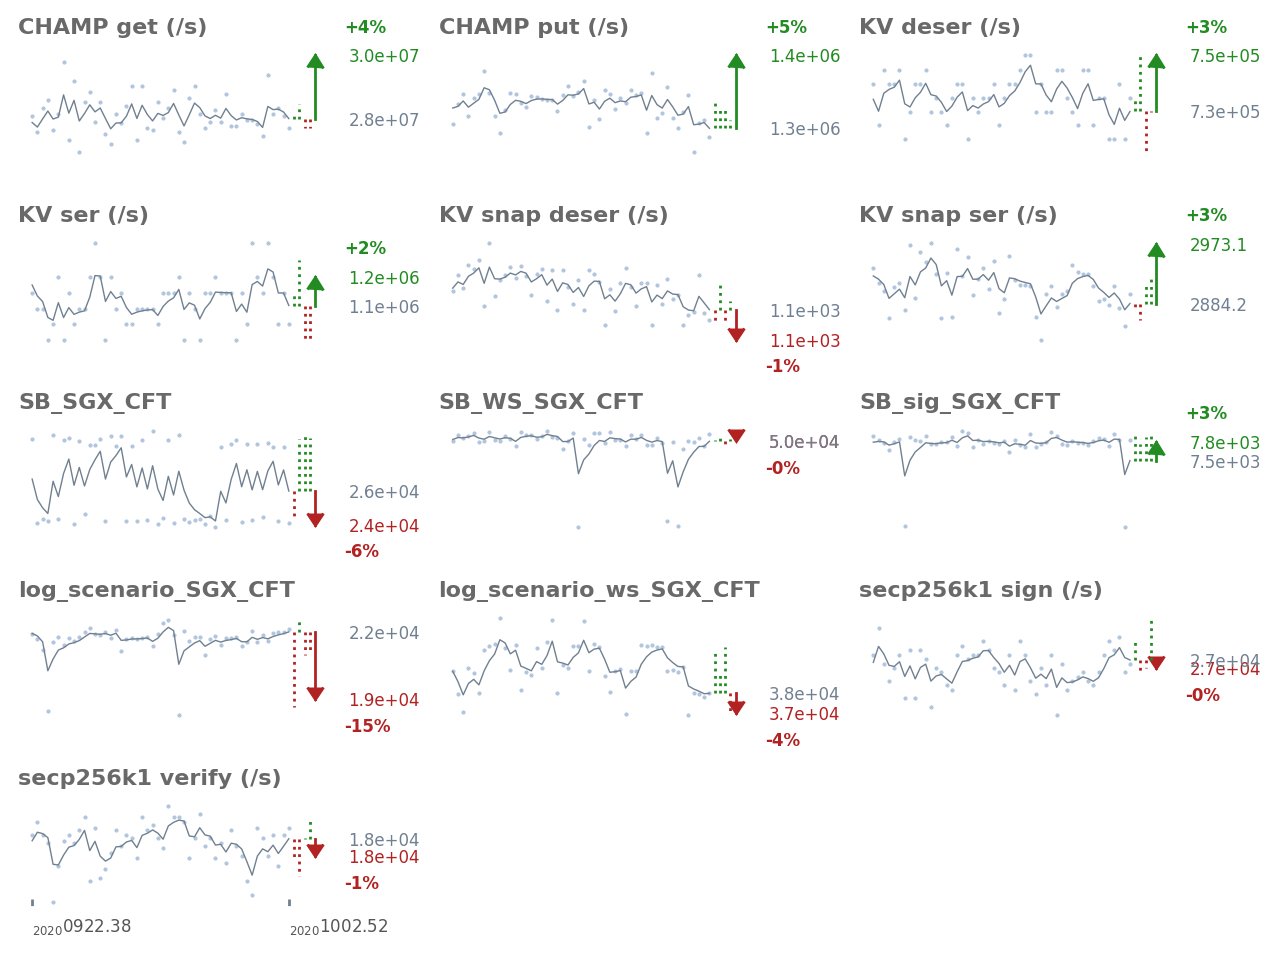 CHAMP get (/s)
+4%
3.0e+07
2.8e+07
CHAMP put (/s)
+5%
1.4e+06
1.3e+06
KV deser (/s)
+3%
7.5e+05
7.3e+05
KV ser (/s)
+2%
1.2e+06
1.1e+06
KV snap deser (/s)
1.1e+03
1.1e+03
-1%
KV snap ser (/s)
+3%
2973.1
2884.2
SB_SGX_CFT
2.6e+04
2.4e+04
-6%
SB_WS_SGX_CFT
5.0e+04
-0%
SB_sig_SGX_CFT
+3%
7.8e+03
7.5e+03
log_scenario_SGX_CFT
2.2e+04
1.9e+04
-15%
log_scenario_ws_SGX_CFT
3.8e+04
3.7e+04
-4%
secp256k1 sign (/s)
2.7e+04
2.7e+04
-0%
secp256k1 verify (/s)
1.8e+04
1.8e+04
-1%
20200922.38
20201002.52